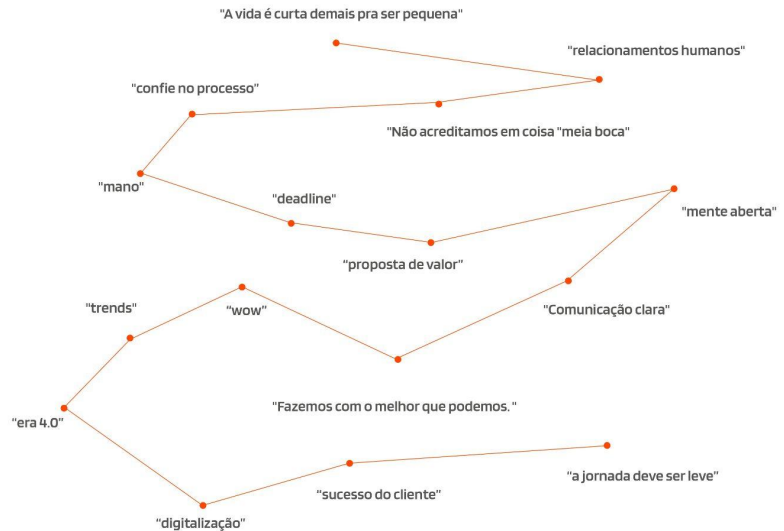 "A vida é curta demais pra ser pequena"
"relacionamentos humanos"
"confie no processo"
"Não acreditamos em coisa "meia boca"
"mano"
"deadline"
"mente aberta"
"proposta de valor"
"trends"
"wow"
"Comunicação clara"
"Fazemos com o melhor que podemos. "
"era 4.0"
"a jornada deve ser leve"
"sucesso do cliente"
"digitalização"